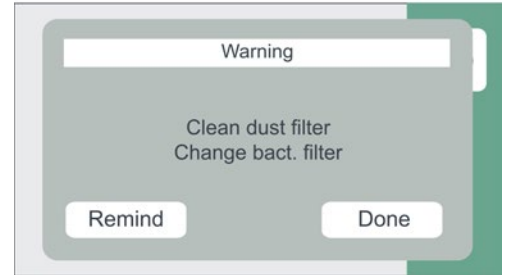 Warning
Clean dust filter
Change bact. filter
Remind
Done